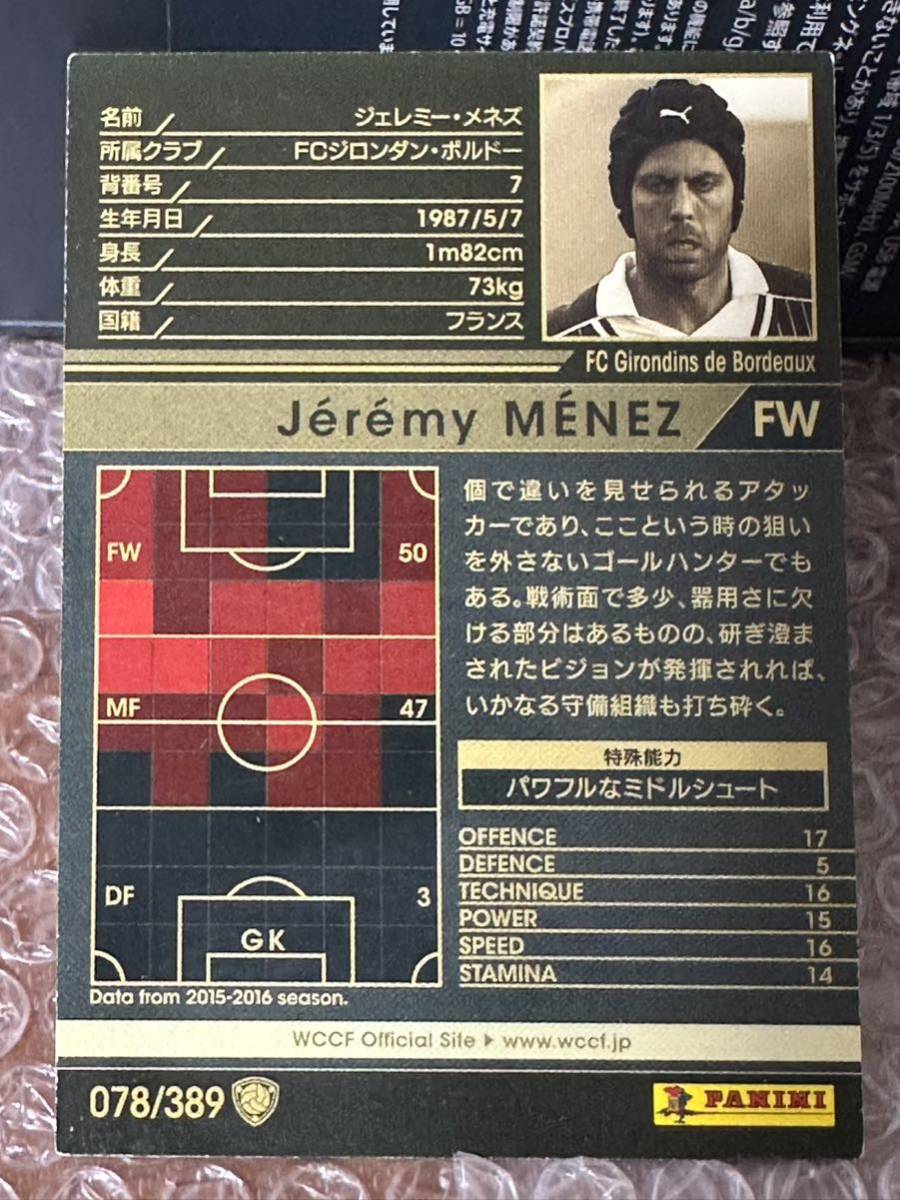 名前 ジェレミー・メネズ
所属クラブ FCジロンダン・ボルドー
背番号 7
生年月日 1987/5/7
身長 1m82cm
体重 73kg
国籍 フランス
FC Girondins de Bordeaux
Jérémy MÉNEZ FW
FW 50
MF 47
DF 3
GK
Data from 2015-2016 season.
個で違いを見せられるアタッ
カーであり、ここという時の狙い
を外さないゴールハンターでも
ある。戦術面で多少、器用さに欠
ける部分はあるものの、研ぎ澄ま
されたビジョンが発揮されれば、
いかなる守備組織も打ち砕く。
特殊能力
パワフルなミドルシュート
OFFENCE 17
DEFENCE 5
TECHNIQUE 16
POWER 15
SPEED 16
STAMINA 14
WCCF Official Site ▶ www.wccf.jp
078/389
PANINI